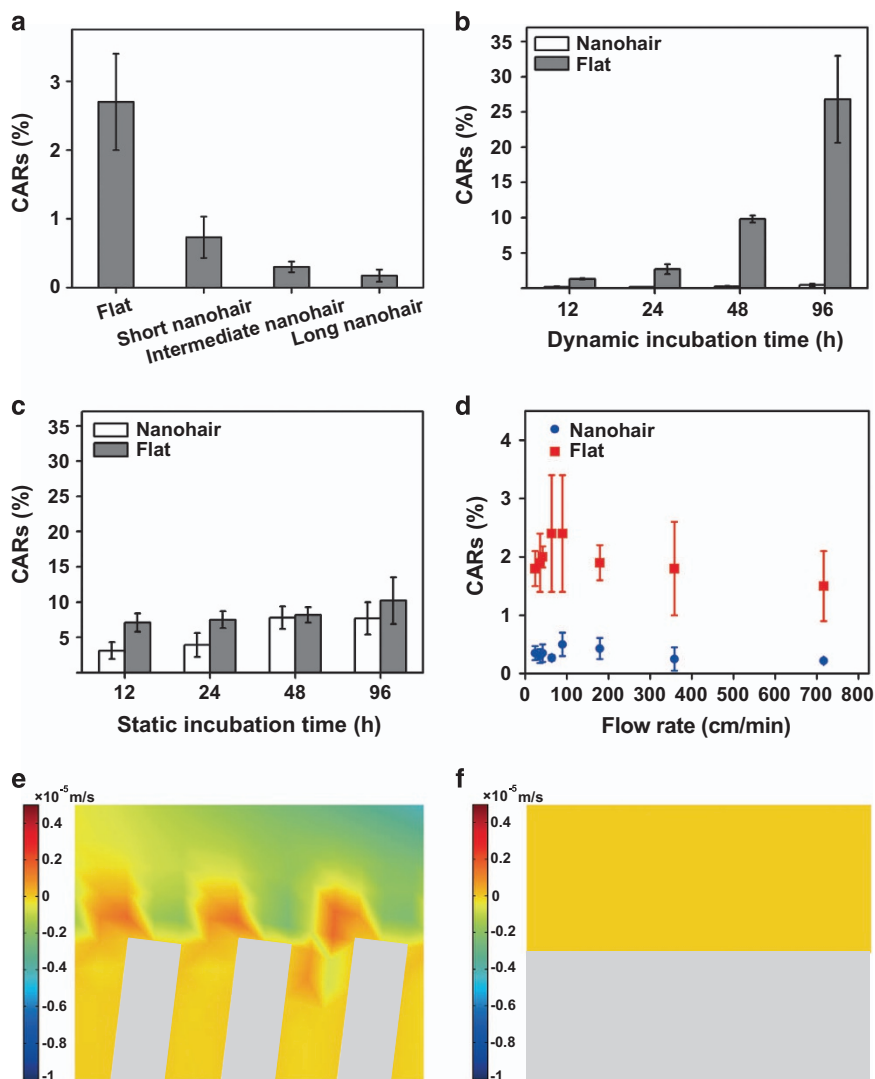 a
CARs (%)
3
2
1
0
Flat
Short nanohair
Intermediate nanohair
Long nanohair
b
Nanohair
Flat
CARs (%)
35
30
25
20
15
10
5
12 24 48 96
Dynamic incubation time (h)
c
Nanohair
Flat
CARs (%)
35
30
25
20
15
10
5
12 24 48 96
Static incubation time (h)
d
Nanohair
Flat
CARs (%)
4
3
2
1
0
0 100 200 300 400 500 600 700 800
Flow rate (cm/min)
e
×10-5 m/s
0.4
0.2
0
-0.2
-0.4
-0.6
-0.8
-1
f
×10-5 m/s
0.4
0.2
0
-0.2
-0.4
-0.6
-0.8
-1